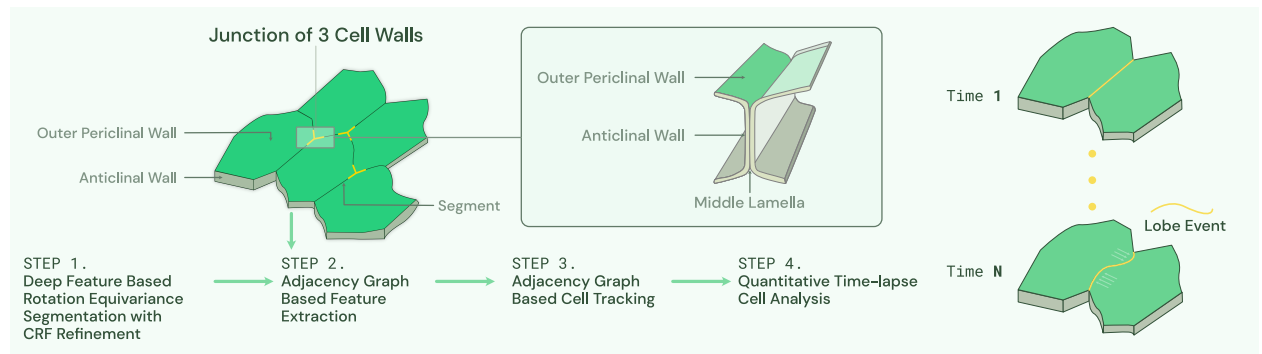 Junction of 3 Cell Walls
Outer Periclinal Wall
Anticlinal Wall
Segment
Outer Periclinal Wall
Anticlinal Wall
Middle Lamella
Time 1
Lobe Event
Time N
STEP 1.
Deep Feature Based
Rotation Equivariance
Segmentation with
CRF Refinement
STEP 2.
Adjacency Graph
Based Feature
Extraction
STEP 3.
Adjacency Graph
Based Cell Tracking
STEP 4.
Quantitative Time-lapse
Cell Analysis